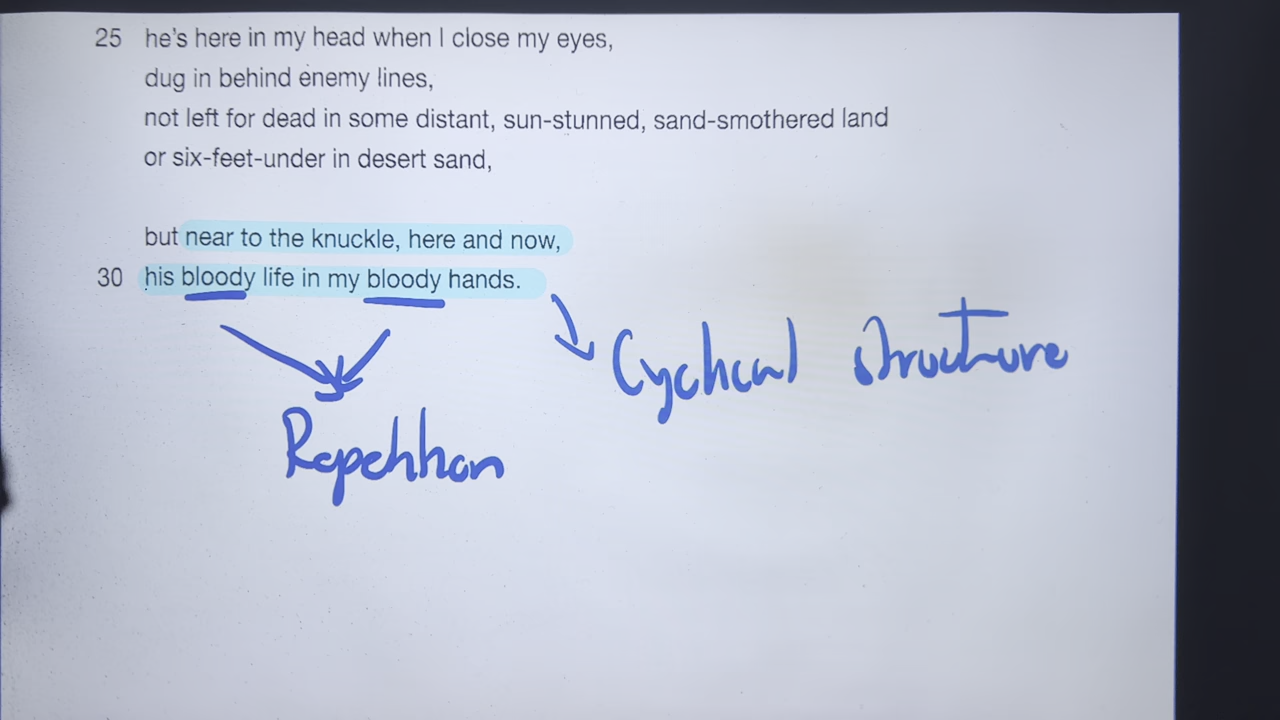 25 he's here in my head when I close my eyes,
dug in behind enemy lines,
not left for dead in some distant, sun-stunned, sand-smothered land
or six-feet-under in desert sand,
but near to the knuckle, here and now,
30 his bloody life in my bloody hands.
Cyclical structure
Repetition